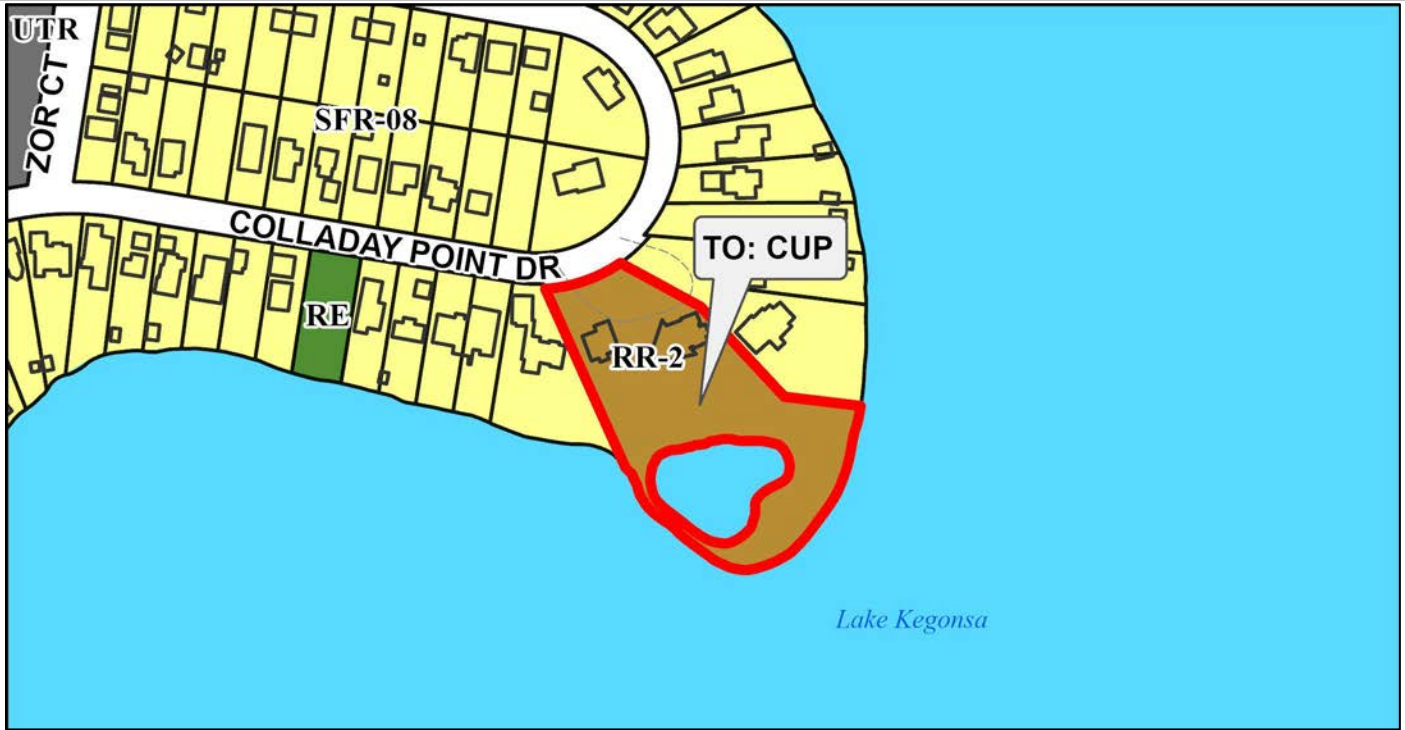 UTR
ZOR CT
SFR-08
COLLADAY POINT DR
TO: CUP
RE
RR-2
Lake Kegonsa